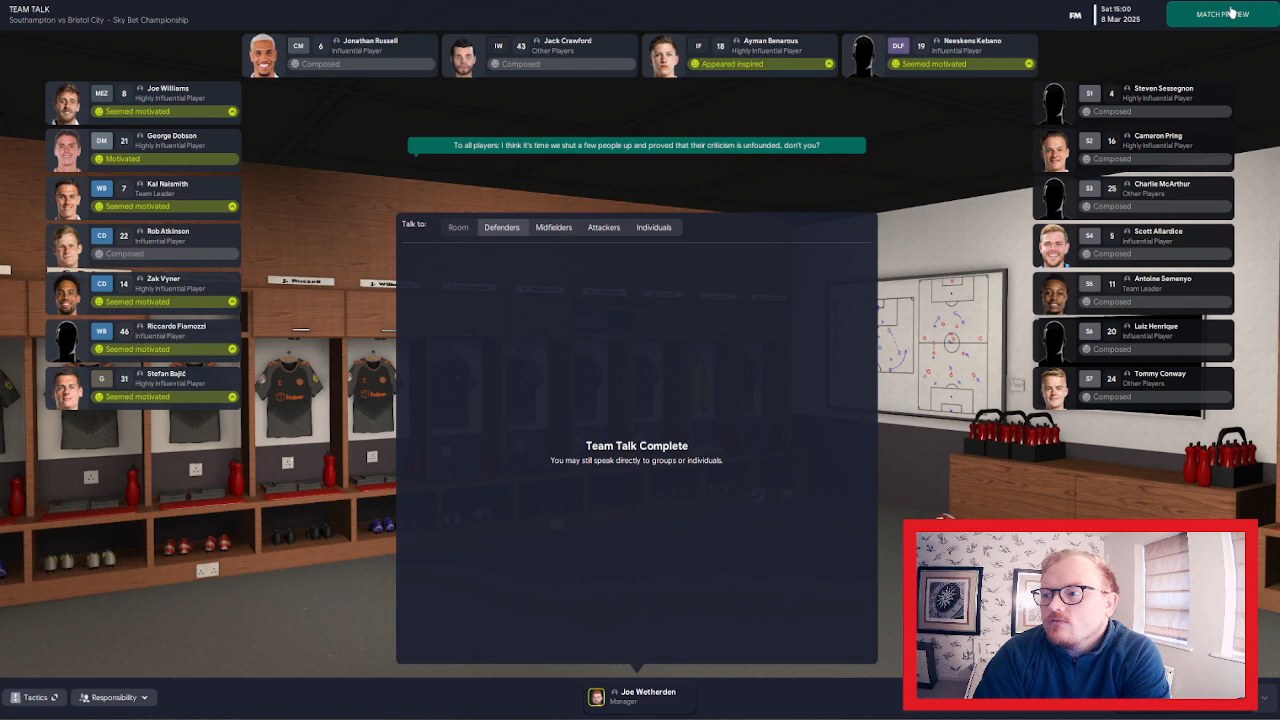 TEAM TALK
Southampton vs Bristol City - Sky Bet Championship
FM
Sat 15:00
8 Mar 2025
MATCH PREVIEW
CM 6 Jonathan Russell
Influential Player
Composed
IW 43 Jack Crawford
Other Players
Composed
IF 18 Ayman Benarous
Highly Influential Player
Appeared inspired
DLF 19 Neeskens Kebano
Influential Player
Seemed motivated
MEZ 8 Joe Williams
Highly Influential Player
Seemed motivated
DM 21 George Dobson
Highly Influential Player
Motivated
WB 7 Kal Naismith
Team Leader
Seemed motivated
CD 22 Rob Atkinson
Influential Player
Composed
CD 14 Zak Vyner
Highly Influential Player
Seemed motivated
WB 46 Riccardo Fiamozzi
Influential Player
Seemed motivated
G 31 Stefan Bajić
Highly Influential Player
Seemed motivated
To all players: I think it's time we shut a few people up and proved that their criticism is unfounded, don't you?
Talk to: Room Defenders Midfielders Attackers Individuals
Team Talk Complete
You may still speak directly to groups or individuals.
S1 4 Steven Sessegnon
Highly Influential Player
Composed
S2 16 Cameron Pring
Highly Influential Player
Composed
S3 25 Charlie McArthur
Other Players
Composed
S4 5 Scott Allardice
Influential Player
Composed
S5 11 Antoine Semenyo
Team Leader
Composed
S6 20 Luiz Henrique
Influential Player
Composed
S7 24 Tommy Conway
Other Players
Composed
J. Russell
huboo
huboo
Tactics
Responsibility
Joe Wetherden
Manager